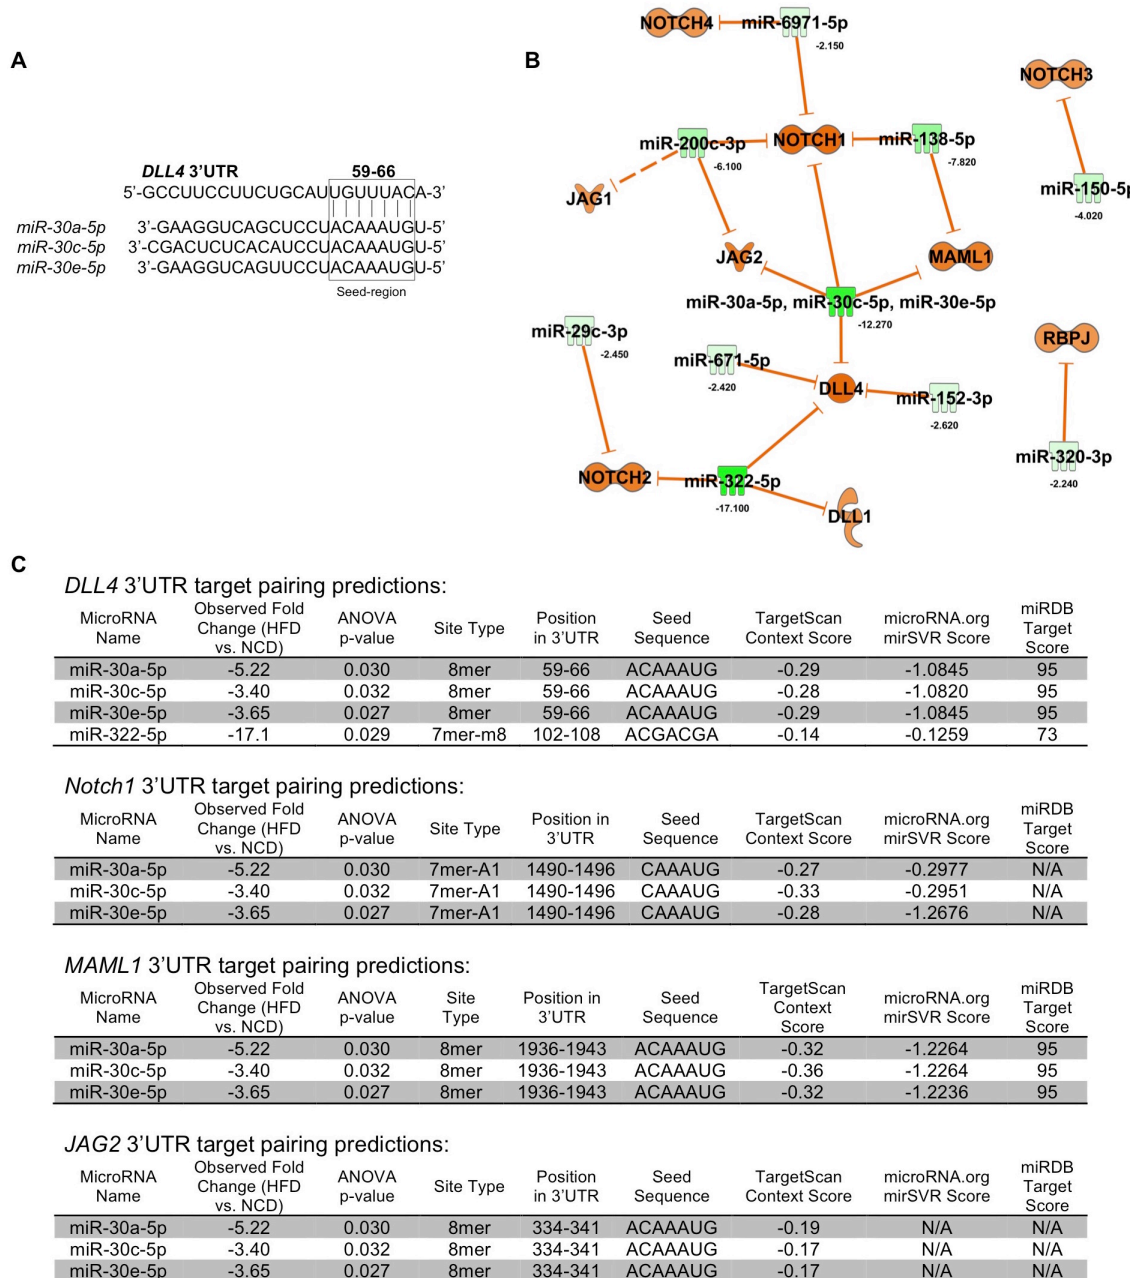 A
DLL4 3’UTR
59-66
5’-GCCUUCCUUCUGCAUUGUUUACA-3’
miR-30a-5p 3’-GAAGGUCAGCUCCUACAAAUGU-5’
miR-30c-5p 3’-CGACUCUCACAUCCUACAAAUGU-5’
miR-30e-5p 3’-GAAGGUCAGUUCCUACAAAUGU-5’
Seed-region
B
NOTCH4
miR-6971-5p
-2.150
NOTCH3
miR-200c-3p
-6.100
NOTCH1
miR-138-5p
-7.820
miR-150-5p
-4.020
JAG1
JAG2
MAML1
miR-30a-5p, miR-30c-5p, miR-30e-5p
-12.270
miR-29c-3p
-2.450
RBPJ
miR-671-5p
-2.420
DLL4
miR-152-3p
-2.620
miR-320-3p
-2.240
NOTCH2
miR-322-5p
-17.100
DLL1
C
DLL4 3’UTR target pairing predictions:
MicroRNA Name Observed Fold Change (HFD vs. NCD) ANOVA p-value Site Type Position in 3’UTR Seed Sequence TargetScan Context Score microRNA.org mirSVR Score miRDB Target Score
miR-30a-5p -5.22 0.030 8mer 59-66 ACAAAUG -0.29 -1.0845 95
miR-30c-5p -3.40 0.032 8mer 59-66 ACAAAUG -0.28 -1.0820 95
miR-30e-5p -3.65 0.027 8mer 59-66 ACAAAUG -0.29 -1.0845 95
miR-322-5p -17.1 0.029 7mer-m8 102-108 ACGACGA -0.14 -0.1259 73
Notch1 3’UTR target pairing predictions:
MicroRNA Name Observed Fold Change (HFD vs. NCD) ANOVA p-value Site Type Position in 3’UTR Seed Sequence TargetScan Context Score microRNA.org mirSVR Score miRDB Target Score
miR-30a-5p -5.22 0.030 7mer-A1 1490-1496 CAAAUG -0.27 -0.2977 N/A
miR-30c-5p -3.40 0.032 7mer-A1 1490-1496 CAAAUG -0.33 -0.2951 N/A
miR-30e-5p -3.65 0.027 7mer-A1 1490-1496 CAAAUG -0.28 -1.2676 N/A
MAML1 3’UTR target pairing predictions:
MicroRNA Name Observed Fold Change (HFD vs. NCD) ANOVA p-value Site Type Position in 3’UTR Seed Sequence TargetScan Context Score microRNA.org mirSVR Score miRDB Target Score
miR-30a-5p -5.22 0.030 8mer 1936-1943 ACAAAUG -0.32 -1.2264 95
miR-30c-5p -3.40 0.032 8mer 1936-1943 ACAAAUG -0.36 -1.2264 95
miR-30e-5p -3.65 0.027 8mer 1936-1943 ACAAAUG -0.32 -1.2236 95
JAG2 3’UTR target pairing predictions:
MicroRNA Name Observed Fold Change (HFD vs. NCD) ANOVA p-value Site Type Position in 3’UTR Seed Sequence TargetScan Context Score microRNA.org mirSVR Score miRDB Target Score
miR-30a-5p -5.22 0.030 8mer 334-341 ACAAAUG -0.19 N/A N/A
miR-30c-5p -3.40 0.032 8mer 334-341 ACAAAUG -0.17 N/A N/A
miR-30e-5p -3.65 0.027 8mer 334-341 ACAAAUG -0.17 N/A N/A